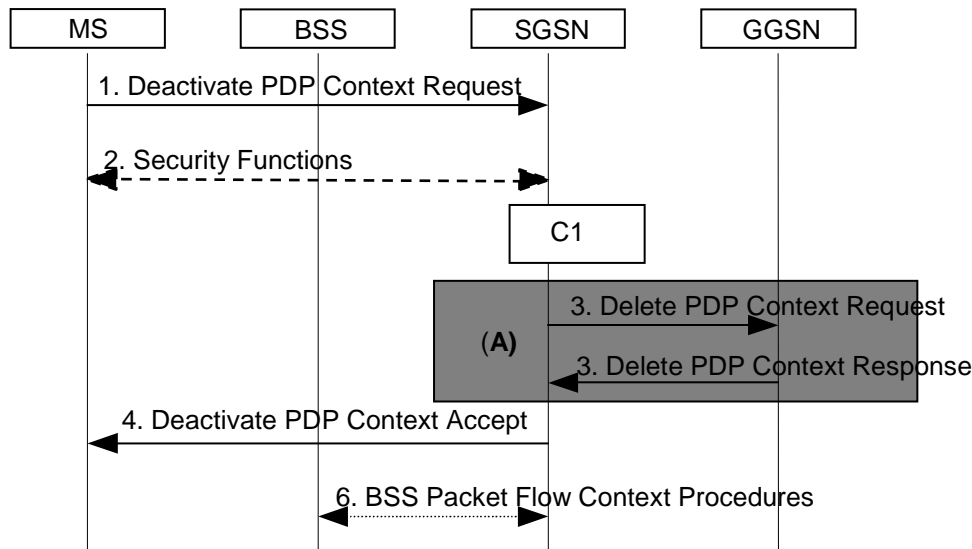 MS BSS SGSN GGSN
1. Deactivate PDP Context Request
2. Security Functions
C1
3. Delete PDP Context Request
(A)
3. Delete PDP Context Response
4. Deactivate PDP Context Accept
6. BSS Packet Flow Context Procedures